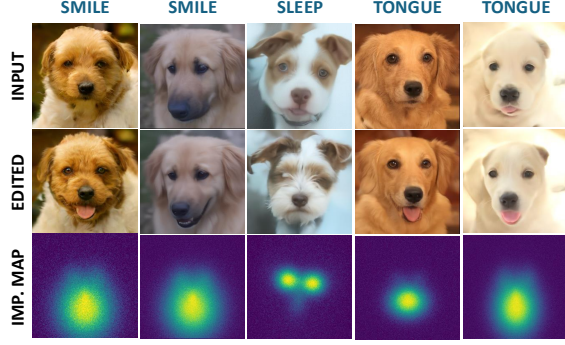 SMILE SMILE SLEEP TONGUE TONGUE
INPUT
EDITED
IMP. MAP